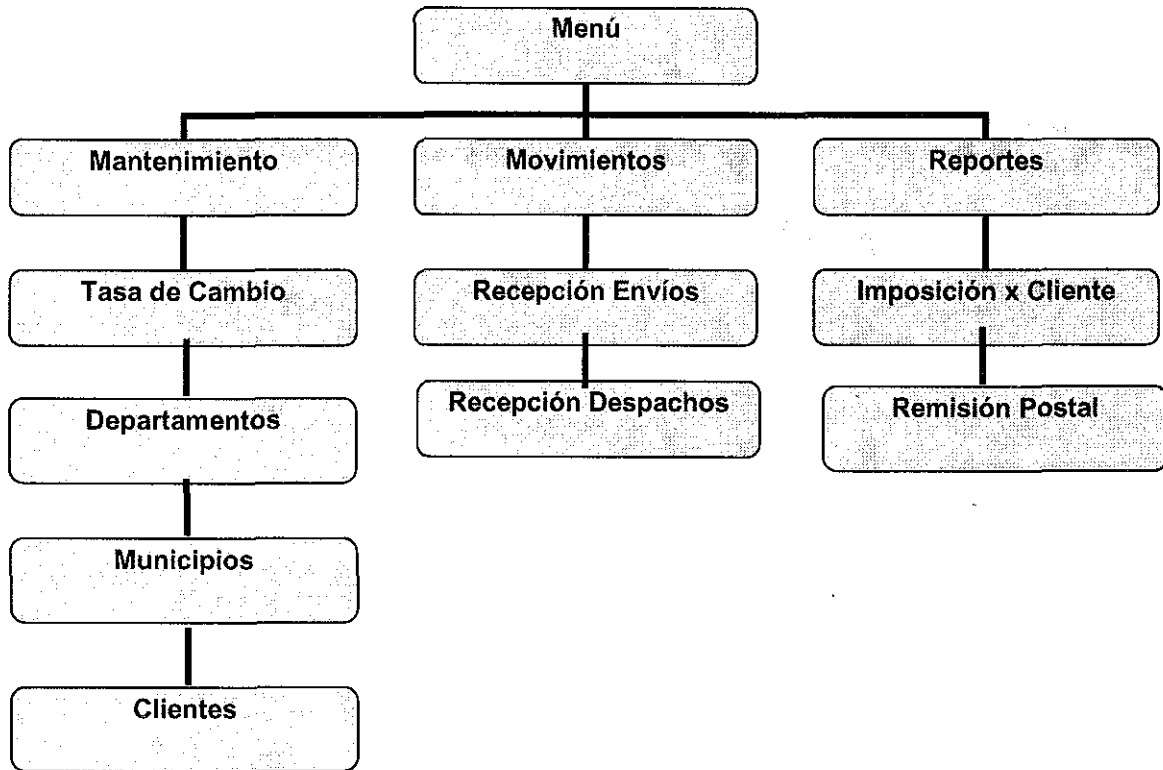 Menú
Mantenimiento
Movimientos
Reportes
Tasa de Cambio
Recepción Envíos
Imposición x Cliente
Departamentos
Recepción Despachos
Remisión Postal
Municipios
Clientes